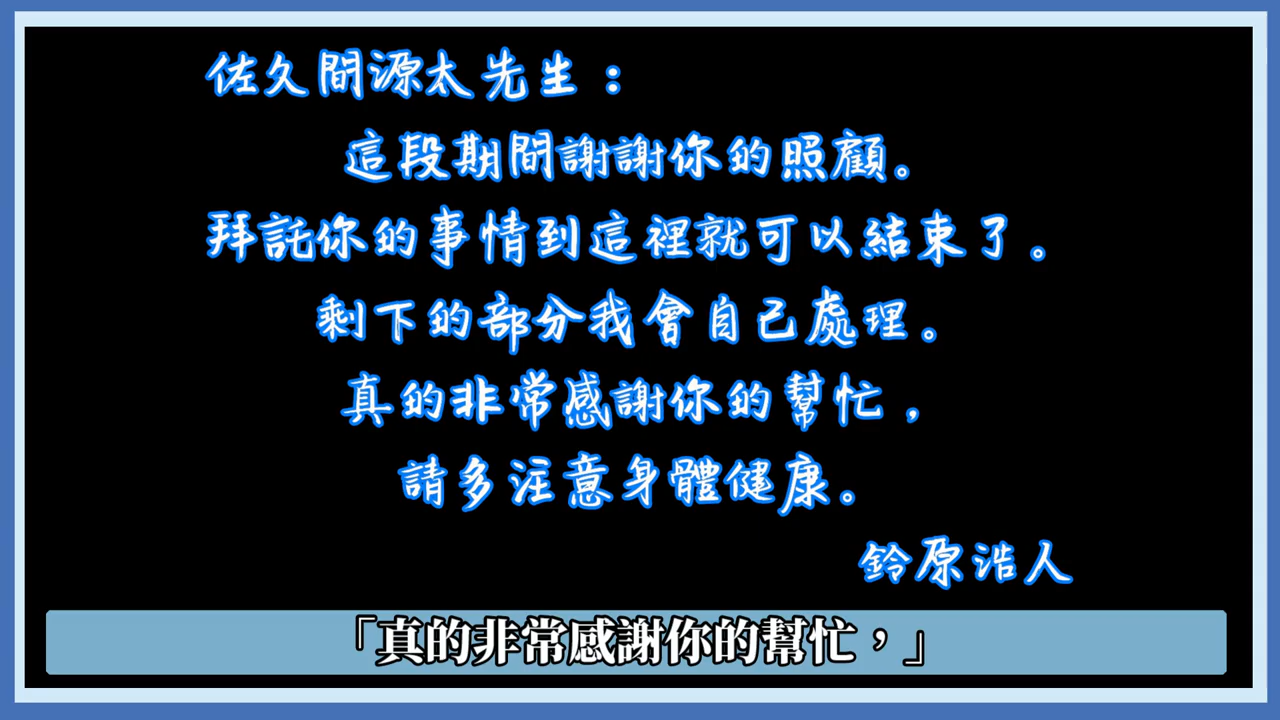 佐久間源太先生：
這段期間謝謝你的照顧。
拜託你的事情到這裡就可以結束了。
剩下的部分我會自己處理。
真的非常感謝你的幫忙，
請多注意身體健康。
鈴原浩人
「真的非常感謝你的幫忙，」